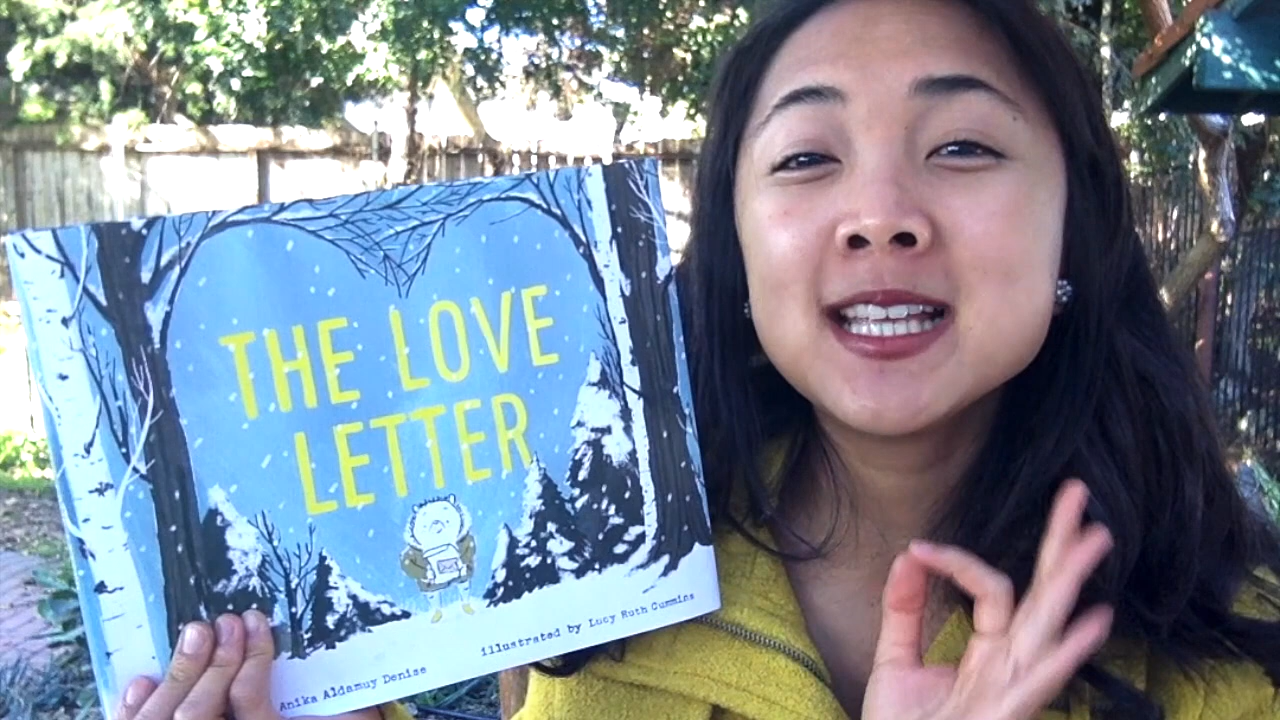 THE LOVE
LETTER
Anika Aldamuy Denise
illustrated by Lucy Ruth Cummins